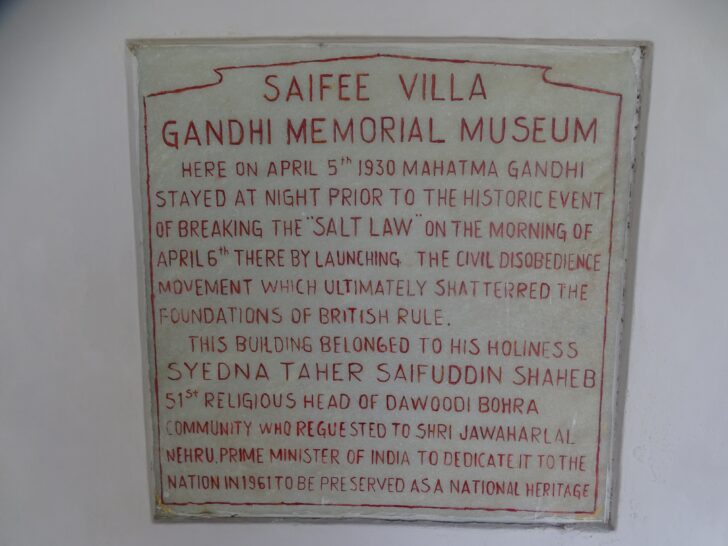 SAIFEE VILLA
GANDHI MEMORIAL MUSEUM
HERE ON APRIL 5th 1930 MAHATMA GANDHI
STAYED AT NIGHT PRIOR TO THE HISTORIC EVENT
OF BREAKING THE "SALT LAW" ON THE MORNING OF
APRIL 6th THERE BY LAUNCHING THE CIVIL DISOBEDIENCE
MOVEMENT WHICH ULTIMATELY SHATTERRED THE
FOUNDATIONS OF BRITISH RULE.
THIS BUILDING BELONGED TO HIS HOLINESS
SYEDNA TAHER SAIFUDDIN SHAHEB
51st RELIGIOUS HEAD OF DAWOODI BOHRA
COMMUNITY WHO REGUESTED TO SHRI JAWAHARLAL
NEHRU, PRIME MINISTER OF INDIA TO DEDICATE IT TO THE
NATION IN 1961 TO BE PRESERVED AS A NATIONAL HERITAGE